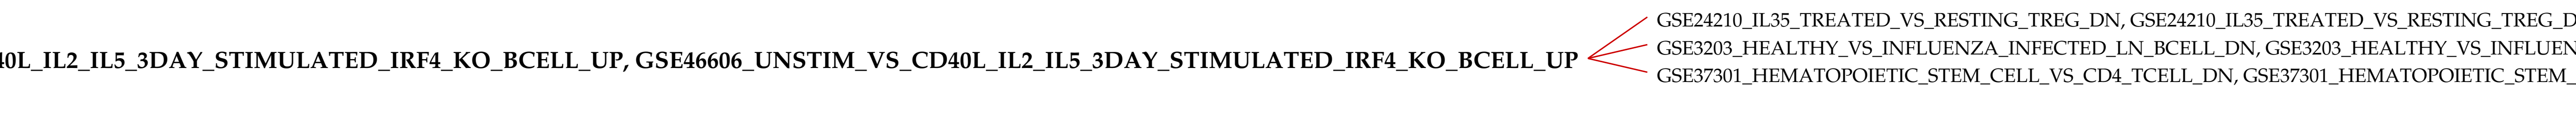 40L_IL2_IL5_3DAY_STIMULATED_IRF4_KO_BCELL_UP, GSE46606_UNSTIM_VS_CD40L_IL2_IL5_3DAY_STIMULATED_IRF4_KO_BCELL_UP
GSE24210_IL35_TREATED_VS_RESTING_TREG_DN, GSE24210_IL35_TREATED_VS_RESTING_TREG_D
GSE3203_HEALTHY_VS_INFLUENZA_INFECTED_LN_BCELL_DN, GSE3203_HEALTHY_VS_INFLUEN
GSE37301_HEMATOPOIETIC_STEM_CELL_VS_CD4_TCELL_DN, GSE37301_HEMATOPOIETIC_STEM_